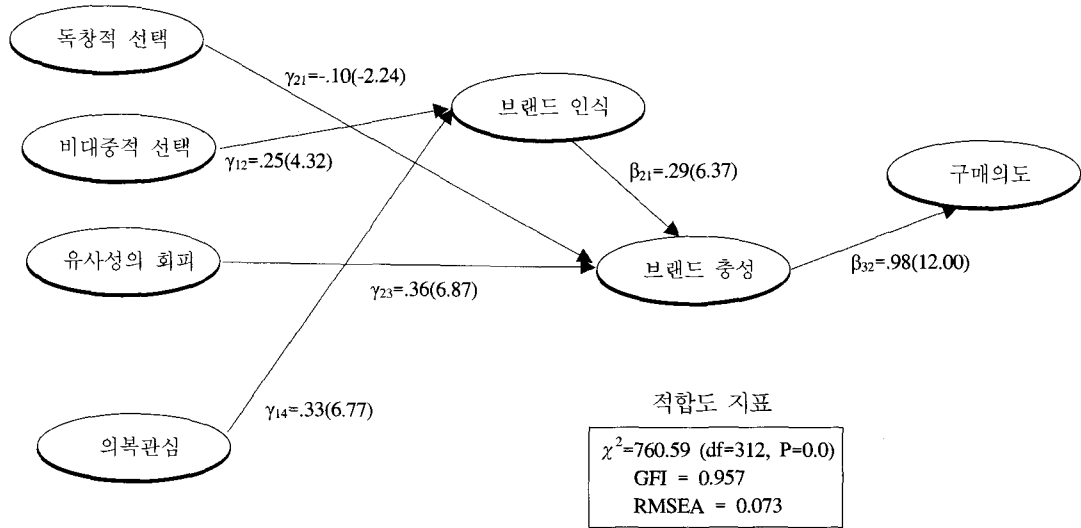 독창적 선택
γ21=-.10(-2.24)
브랜드 인식
비대중적 선택
γ12=.25(4.32)
β21=.29(6.37)
구매의도
유사성의 회피
브랜드 충성
γ23=.36(6.87)
β32=.98(12.00)
의복관심
γ14=.33(6.77)
적합도 지표
χ²=760.59 (df=312, P=0.0)
GFI = 0.957
RMSEA = 0.073